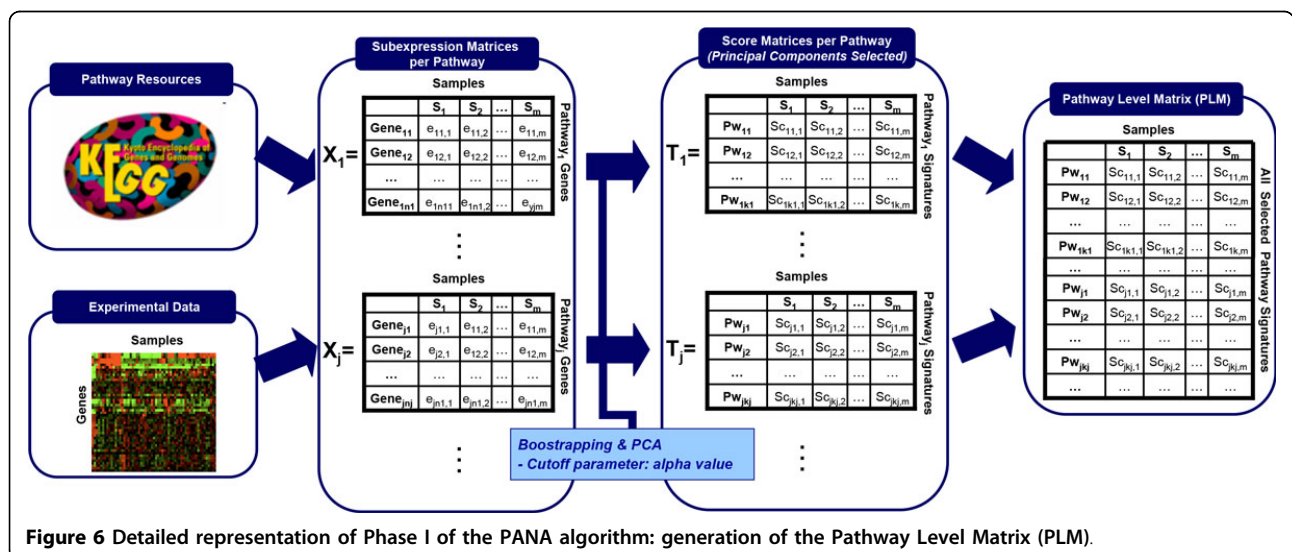 Pathway Resources
KEGG
Kyoto Encyclopedia of
Genes and Genomes
Experimental Data
Samples
Genes
Subexpression Matrices
per Pathway
Samples
S1 S2 ... Sm
Gene11 e11,1 e11,2 ... e11,m
Gene12 e12,1 e12,2 ... e12,m
... ... ... ... ...
Gene1n1 e1n11 e1n1,2 ... eyjm
X1=
Pathway1 Genes
⋮
Samples
S1 S2 ... Sm
Genej1 ej1,1 e11,2 ... e11,m
Genej2 ej2,1 e12,2 ... e12,m
... ... ... ... ...
Genejnj ejn1,1 ejn1,2 ... ejn1,m
Xj=
Pathwayj Genes
⋮
Boostrapping & PCA
- Cutoff parameter: alpha value
Score Matrices per Pathway
(Principal Components Selected)
Samples
S1 S2 ... Sm
Pw11 Sc11,1 Sc11,2 ... Sc11,m
Pw12 Sc12,1 Sc12,2 ... Sc12,m
... ... ... ... ...
Pw1k1 Sc1k1,1 Sc1k1,2 ... Sc1k,m
T1=
Pathway1 Signatures
⋮
Samples
S1 S2 ... Sm
Pwj1 Scj1,1 Scj1,2 ... Scj1,m
Pwj2 Scj2,1 Scj2,2 ... Scj2,m
... ... ... ... ...
Pwjkj Scjkj,1 Scjkj,2 ... Scjkj,m
Tj=
Pathwayj Signatures
⋮
Pathway Level Matrix (PLM)
Samples
S1 S2 ... Sm
Pw11 Sc11,1 Sc11,2 ... Sc11,m
Pw12 Sc12,1 Sc12,2 ... Sc12,m
... ... ... ... ...
Pw1k1 Sc1k1,1 Sc1k1,2 ... Sc1k,m
... ... ... ... ...
Pwj1 Scj1,1 Scj1,2 ... Scj1,m
Pwj2 Scj2,1 Scj2,2 ... Scj2,m
... ... ... ... ...
Pwjkj Scjkj,1 Scjkj,2 ... Scjkj,m
... ... ... ... ...
All Selected Pathway Signatures
Figure 6 Detailed representation of Phase I of the PANA algorithm: generation of the Pathway Level Matrix (PLM).